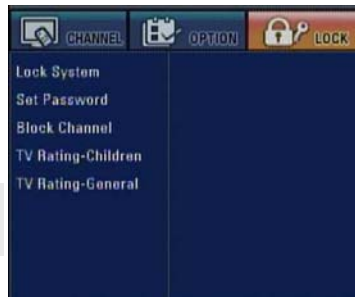 CHANNEL OPTION LOCK
Lock System
Set Password
Block Channel
TV Rating-Children
TV Rating-General